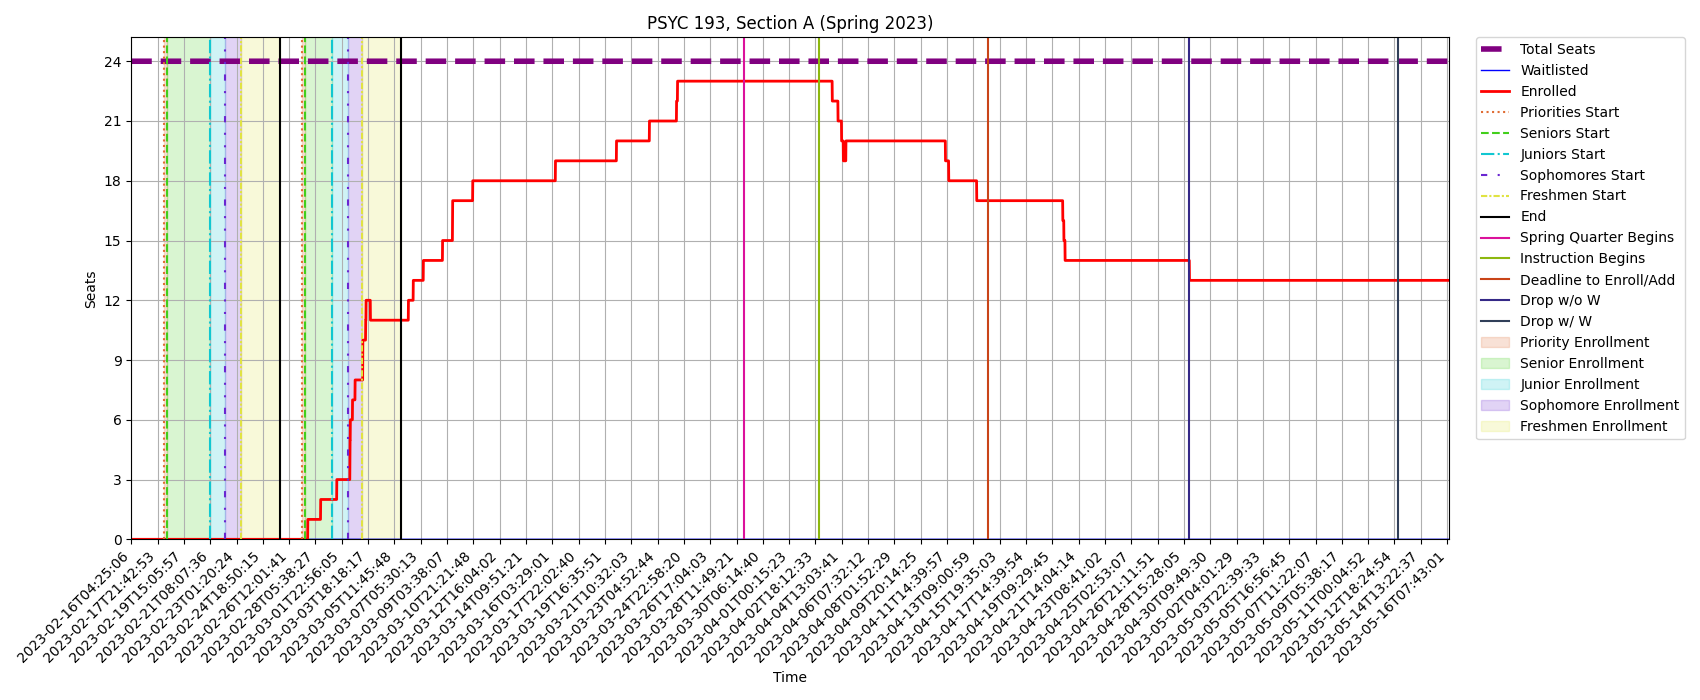 PSYC 193, Section A (Spring 2023)
Seats
24
21
18
15
12
9
6
3
0
2023-02-16T04:25:06
2023-02-17T21:42:53
2023-02-19T15:05:57
2023-02-21T08:07:36
2023-02-23T01:20:24
2023-02-24T18:50:15
2023-02-26T12:01:41
2023-02-28T05:38:27
2023-03-01T22:56:05
2023-03-03T18:18:17
2023-03-05T11:45:48
2023-03-07T05:30:13
2023-03-09T03:38:07
2023-03-10T21:21:48
2023-03-12T16:04:02
2023-03-14T09:51:21
2023-03-16T03:29:01
2023-03-17T22:02:40
2023-03-19T16:35:51
2023-03-21T10:32:03
2023-03-23T04:52:44
2023-03-24T22:58:20
2023-03-26T17:04:03
2023-03-28T11:49:21
2023-03-30T06:14:40
2023-04-01T00:15:23
2023-04-02T18:12:33
2023-04-04T13:03:41
2023-04-06T07:32:12
2023-04-08T01:52:29
2023-04-09T20:14:25
2023-04-11T14:39:57
2023-04-13T09:00:59
2023-04-15T19:35:03
2023-04-17T14:39:54
2023-04-19T09:29:45
2023-04-21T14:04:14
2023-04-23T08:41:02
2023-04-25T02:53:07
2023-04-26T21:11:51
2023-04-28T15:28:05
2023-04-30T09:49:30
2023-05-02T04:01:29
2023-05-03T22:39:33
2023-05-05T16:56:45
2023-05-07T11:22:07
2023-05-09T05:38:17
2023-05-11T00:04:52
2023-05-12T18:24:54
2023-05-14T13:22:37
2023-05-16T07:43:01
Time
Total Seats
Waitlisted
Enrolled
Priorities Start
Seniors Start
Juniors Start
Sophomores Start
Freshmen Start
End
Spring Quarter Begins
Instruction Begins
Deadline to Enroll/Add
Drop w/o W
Drop w/ W
Priority Enrollment
Senior Enrollment
Junior Enrollment
Sophomore Enrollment
Freshmen Enrollment